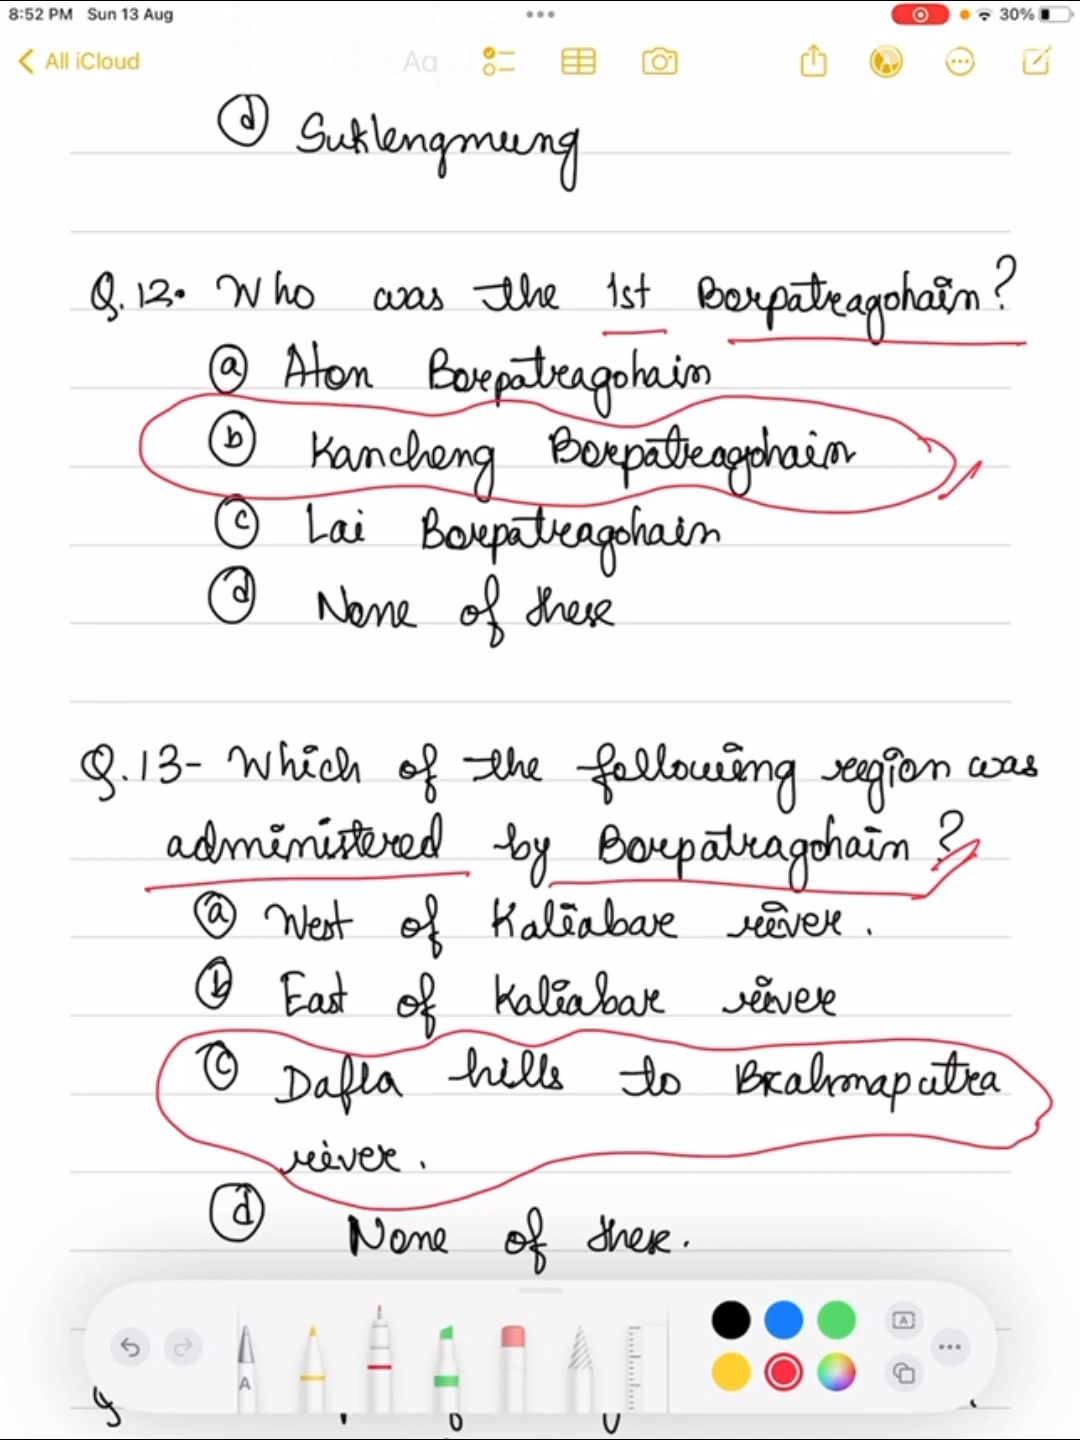 8:52 PM Sun 13 Aug
30%
All iCloud
Aa
(d) Suklengmung
Q.12. Who was the 1st Borpatragohain?
(a) Aton Borpatragohain
(b) Kancheng Borpatragohain
(c) Lai Borpatragohain
(d) None of these
Q.13- Which of the following region was
administered by Borpatragohain?
(a) West of Kaliabar river.
(b) East of Kaliabar river
(c) Dafla hills to Brahmaputra
river.
(d) None of these.
A
A